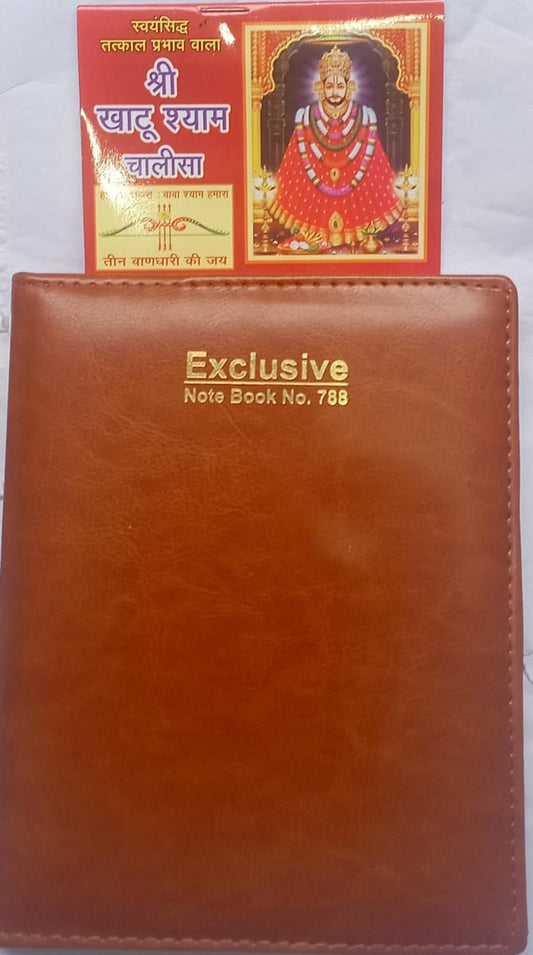 स्वयंसिद्ध
तत्काल प्रभाव वाला
श्री
खाटू श्याम
चालीसा
: बाबा श्याम हमारा
तीन बाणधारी की जय
Exclusive
Note Book No. 788